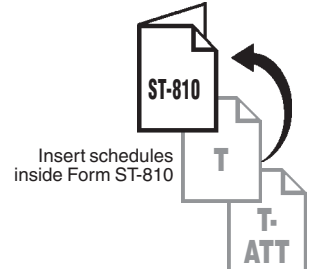 ST-810
Insert schedules
inside Form ST-810
T
T-
ATT